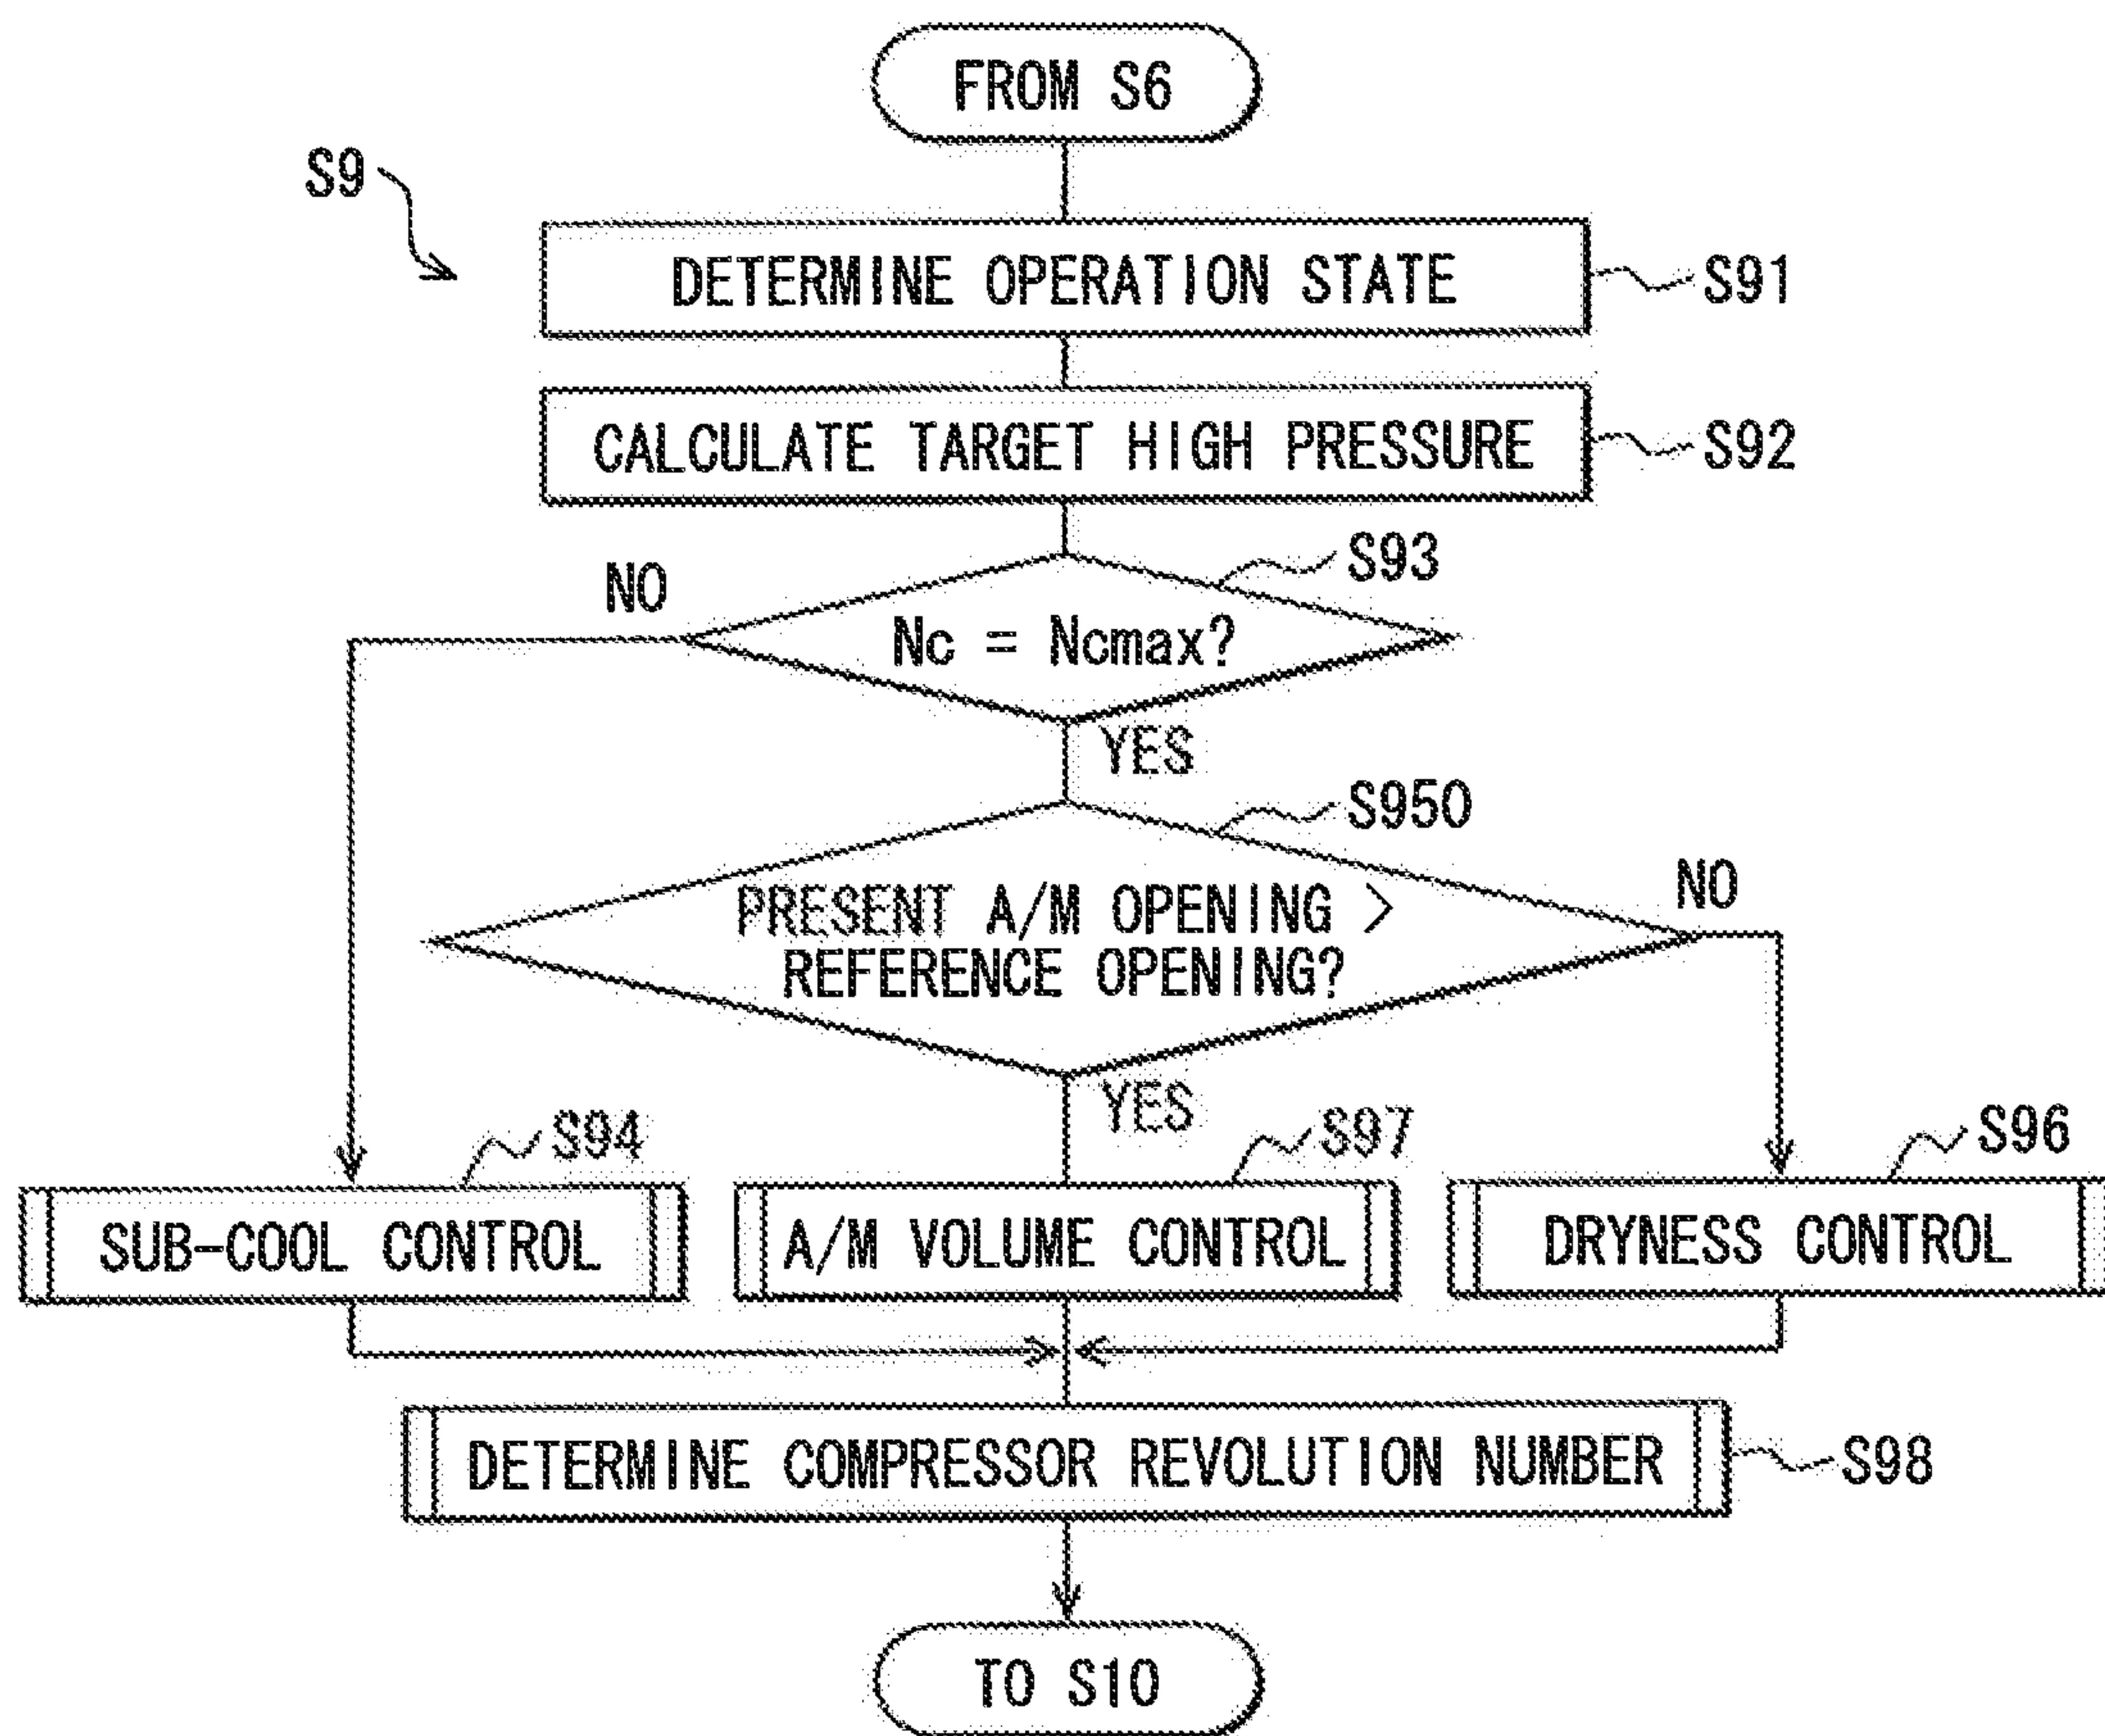 FROM S6
S9
DETERMINE OPERATION STATE
S91
CALCULATE TARGET HIGH PRESSURE
S92
S93
NO
Nc = Ncmax?
YES
S950
PRESENT A/M OPENING >
REFERENCE OPENING?
NO
YES
S94
S97
S96
SUB-COOL CONTROL
A/M VOLUME CONTROL
DRYNESS CONTROL
DETERMINE COMPRESSOR REVOLUTION NUMBER
S98
TO S10